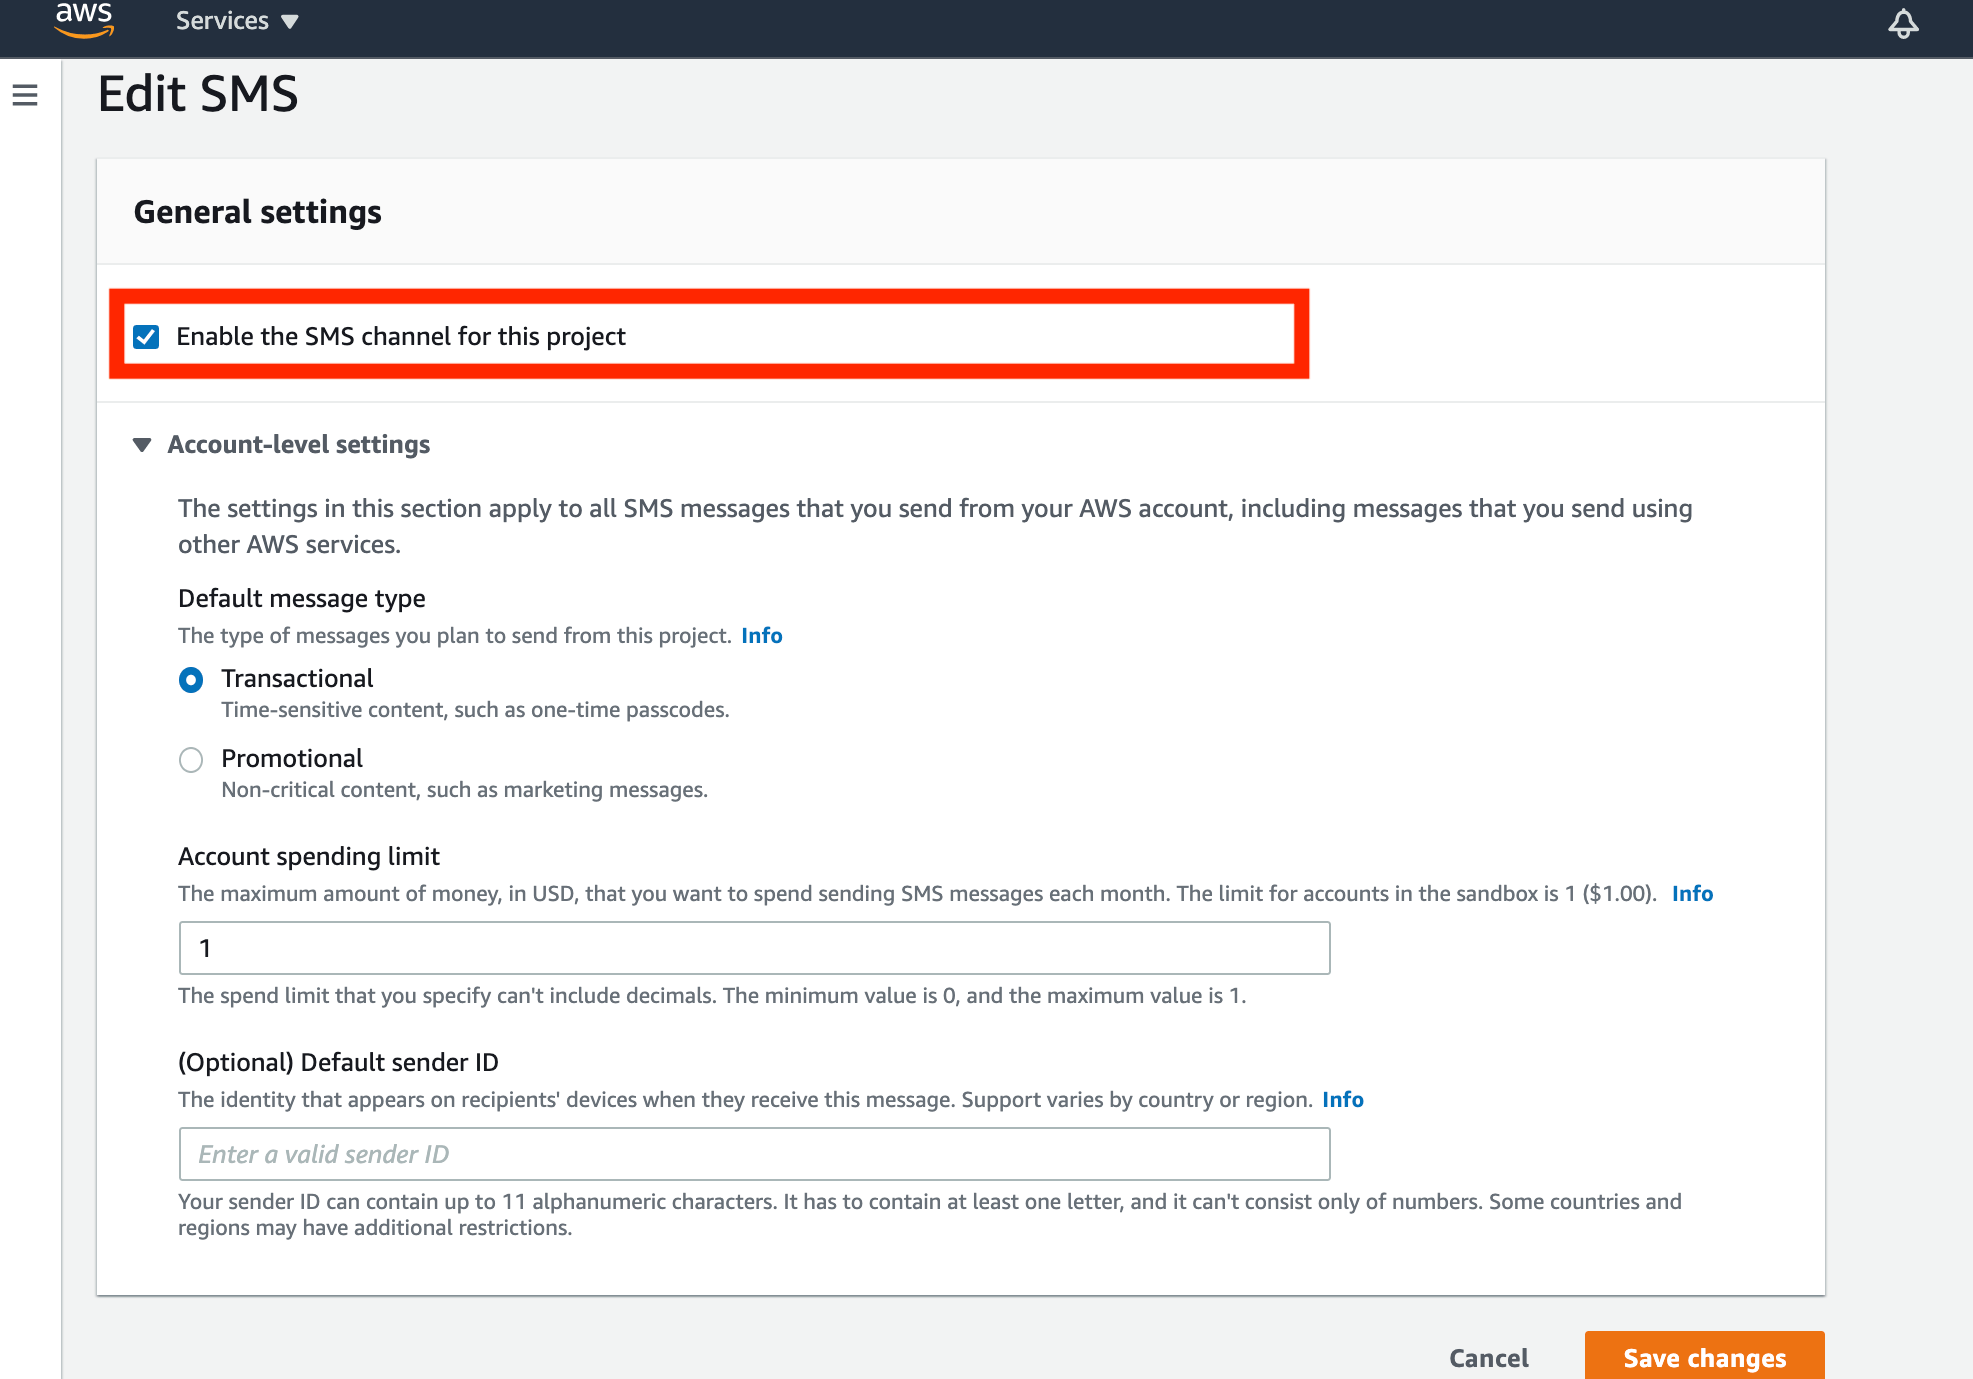 aws
Services
Edit SMS
General settings
Enable the SMS channel for this project
Account-level settings
The settings in this section apply to all SMS messages that you send from your AWS account, including messages that you send using
other AWS services.
Default message type
The type of messages you plan to send from this project. Info
Transactional
Time-sensitive content, such as one-time passcodes.
Promotional
Non-critical content, such as marketing messages.
Account spending limit
The maximum amount of money, in USD, that you want to spend sending SMS messages each month. The limit for accounts in the sandbox is 1 ($1.00). Info
1
The spend limit that you specify can't include decimals. The minimum value is 0, and the maximum value is 1.
(Optional) Default sender ID
The identity that appears on recipients' devices when they receive this message. Support varies by country or region. Info
Enter a valid sender ID
Your sender ID can contain up to 11 alphanumeric characters. It has to contain at least one letter, and it can't consist only of numbers. Some countries and
regions may have additional restrictions.
Cancel
Save changes